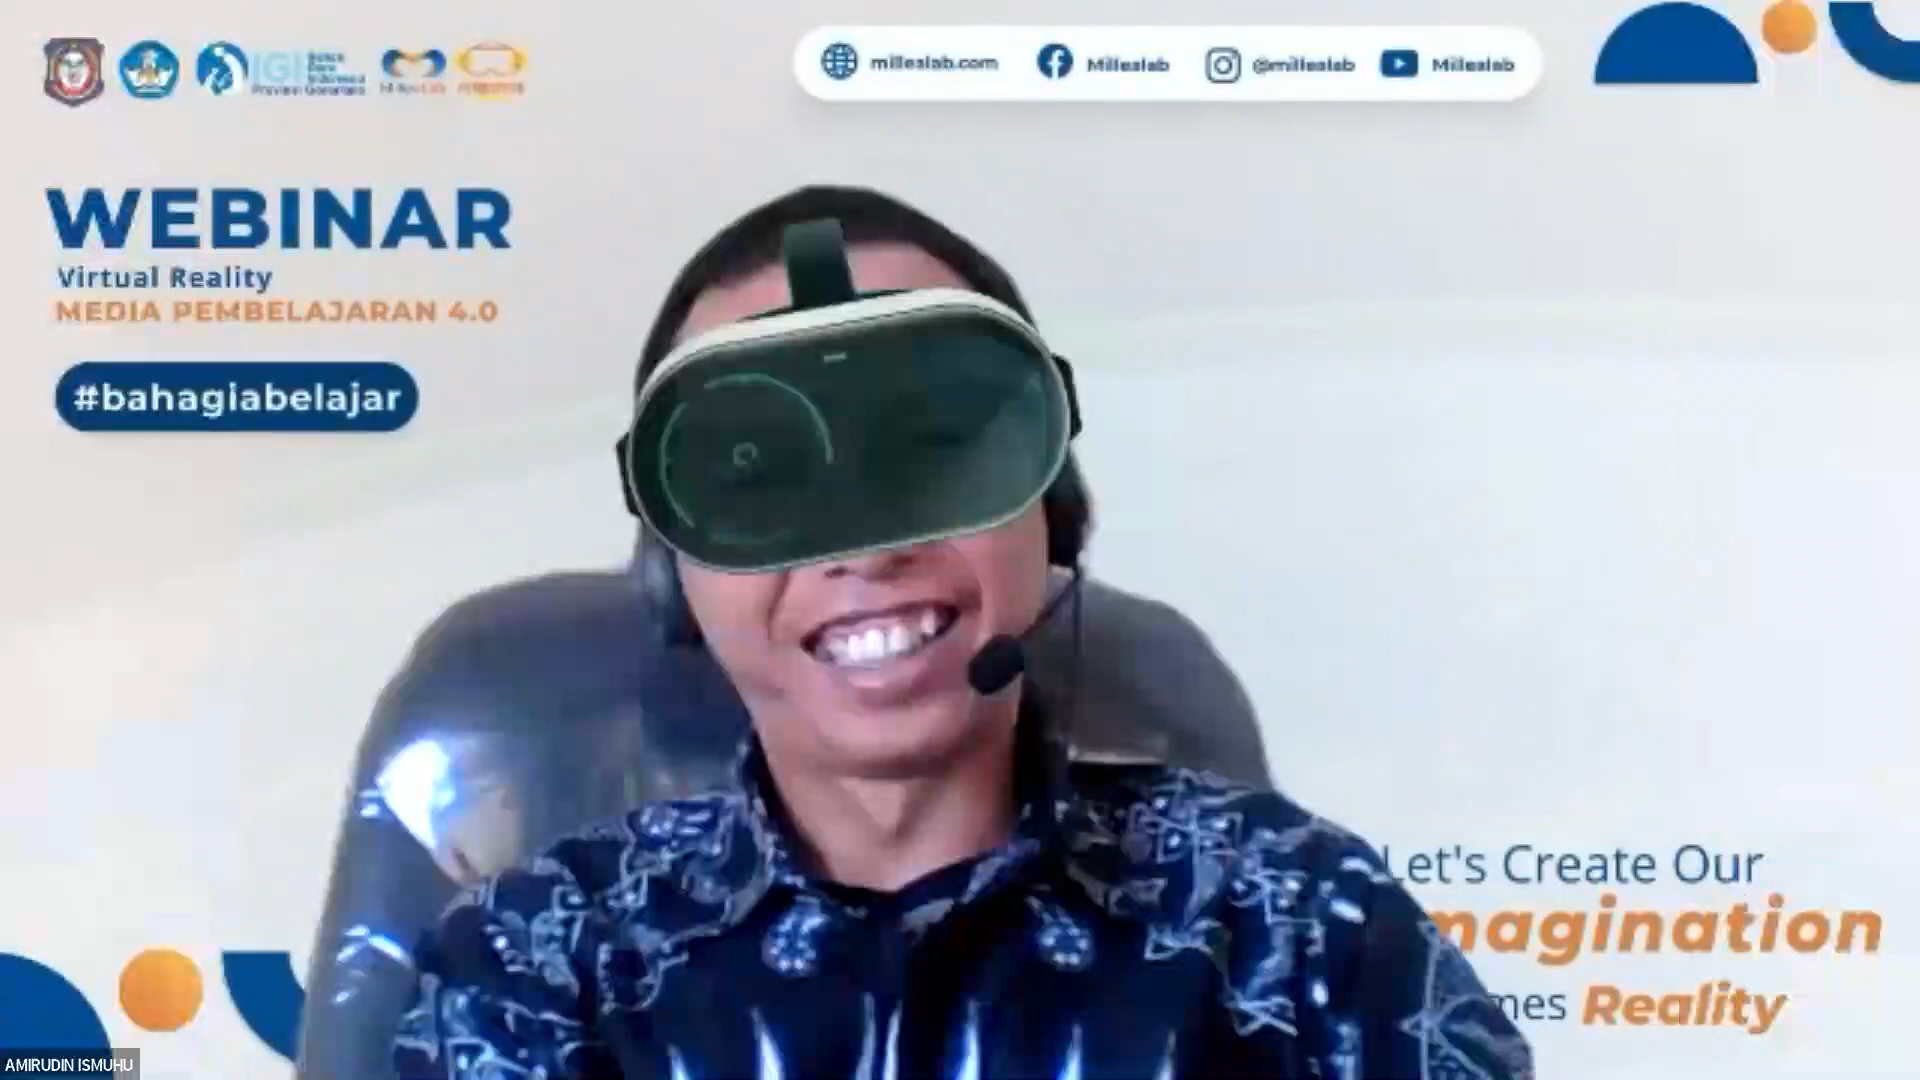 IGI
millealab.com
Millealab
@millealab
Millealab
WEBINAR
Virtual Reality
MEDIA PEMBELAJARAN 4.0
#bahagiabelajar
Let's Create Our
magination
mes Reality
AMIRUDIN ISMUHU